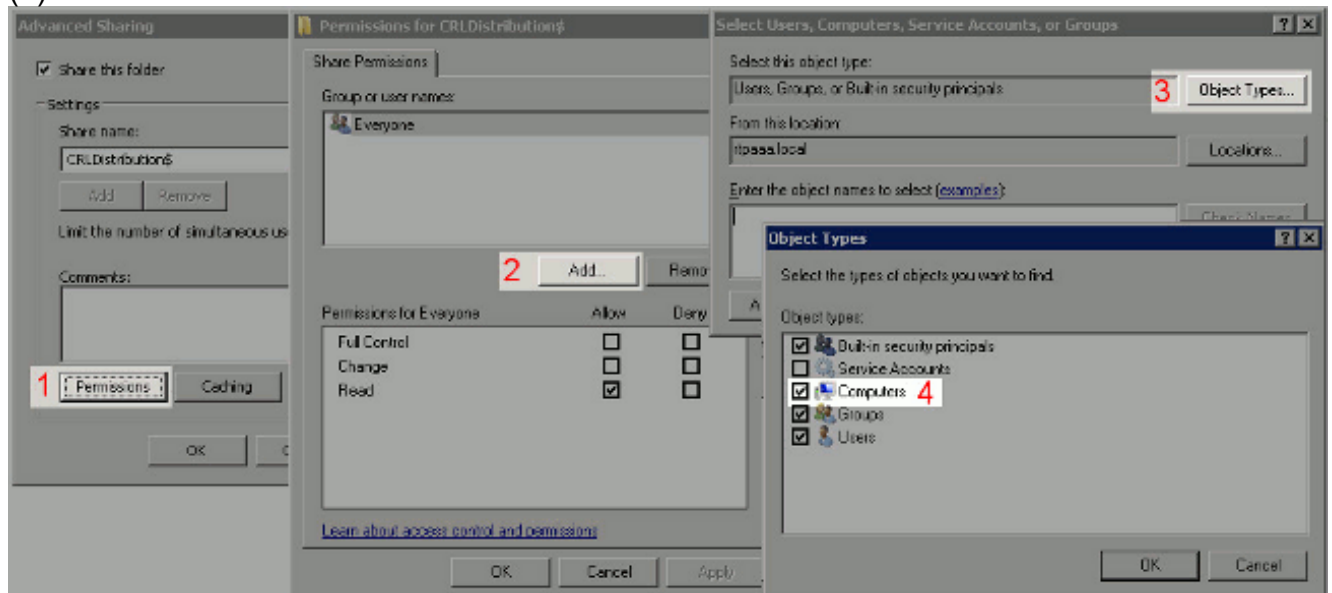 Advanced Sharing
Share this folder
Settings
Share name:
CRLDistribution$
Add Remove
Limit the number of simultaneous us
Comments:
1 Permissions Caching
OK C
Permissions for CRLDistribution$
Share Permissions
Group or user names:
Everyone
2 Add... Remo
Permissions for Everyone Allow Deny
Full Control
Change
Read
Learn about access control and permissions
OK Cancel Apply
Select Users, Computers, Service Accounts, or Groups
Select this object type:
Users, Groups, or Built-in security principals 3 Object Types...
From this location:
rtpaaa.local Locations...
Enter the object names to select (examples):
Check Names
A
Object Types
Select the types of objects you want to find.
Object types:
Built-in security principals
Service Accounts
Computers 4
Groups
Users
OK Cancel